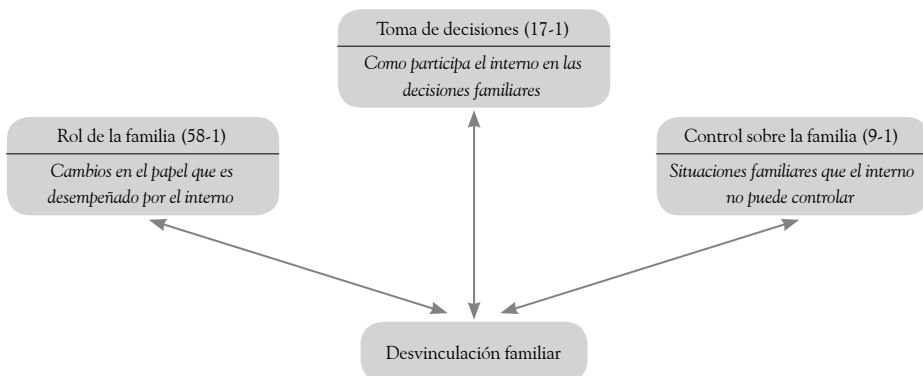 Toma de decisiones (17-1)
Como participa el interno en las
decisiones familiares
Rol de la familia (58-1)
Cambios en el papel que es
desempeñado por el interno
Control sobre la familia (9-1)
Situaciones familiares que el interno
no puede controlar
Desvinculación familiar